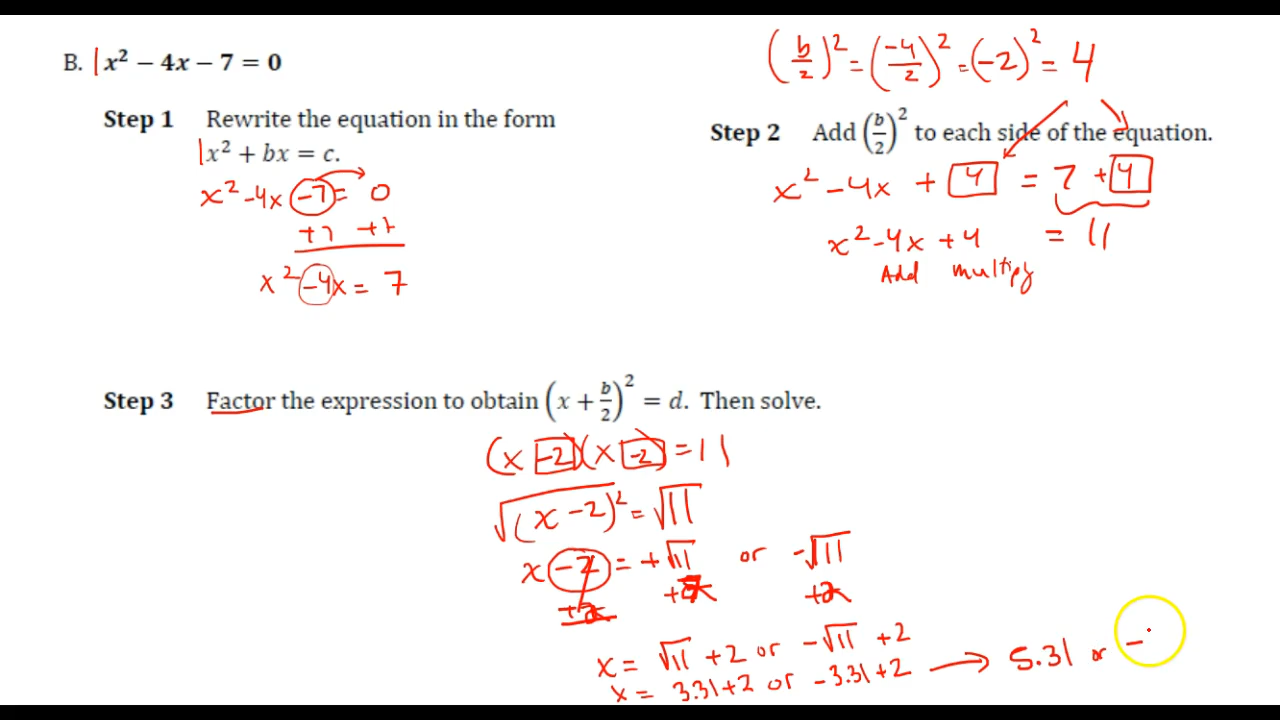 B. |x² − 4x − 7 = 0
(b/2)² = (-4/2)² = (-2)² = 4
Step 1 Rewrite the equation in the form
|x² + bx = c.
x² - 4x - 7 = 0
+7 +7
x² - 4x = 7
Step 2 Add (b/2)² to each side of the equation.
x² - 4x + 4 = 7 + 4
x² - 4x + 4 = 11
Add multipy
Step 3 Factor the expression to obtain (x + b/2)² = d. Then solve.
(x -2)(x -2) = 11
√(x - 2)² = √11
x - 2 = +√11 or -√11
+2 +2 +2
x = √11 + 2 or -√11 + 2
x = 3.31 + 2 or -3.31 + 2 → 5.31 or -